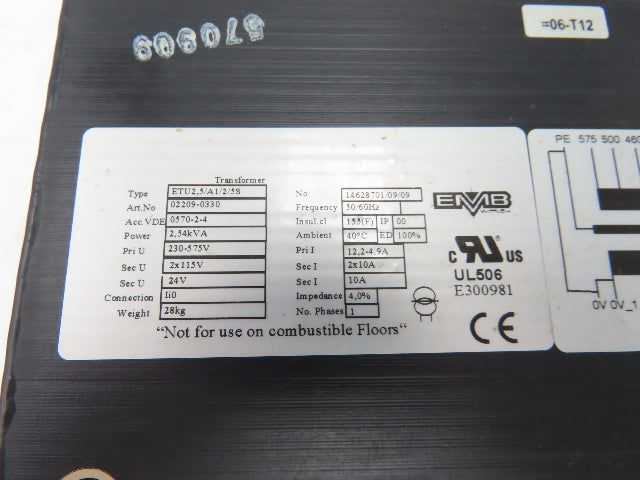 =06-T12
570909
Transformer
Type ETU2,5/A1/2/5S
Art.No 02209-0330
Acc.VDE 0570-2-4
Power 2,54kVA
Pri U 230-575V
Sec U 2x115V
Sec U 24V
Connection Ii0
Weight 28kg
No: 14628701/09/09
Frequency 50/60Hz
Insul.cl 155(F) IP 00
Ambient 40°C ED 100%
Pri I 12,2-4,9A
Sec I 2x10A
Sec I 10A
Impedance 4,0%
No. Phases 1
"Not for use on combustible Floors"
EMB
C UR US
UL506
E300981
CE
PE 575 500 460
0V 0V_1